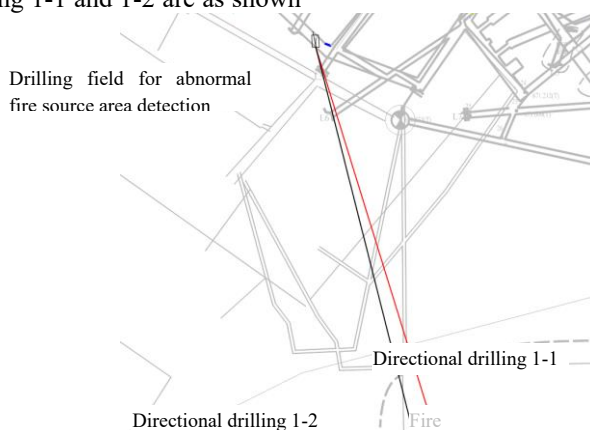 ng 1-1 and 1-2 are as shown
Drilling field for abnormal
fire source area detection
Directional drilling 1-1
Directional drilling 1-2
Fire